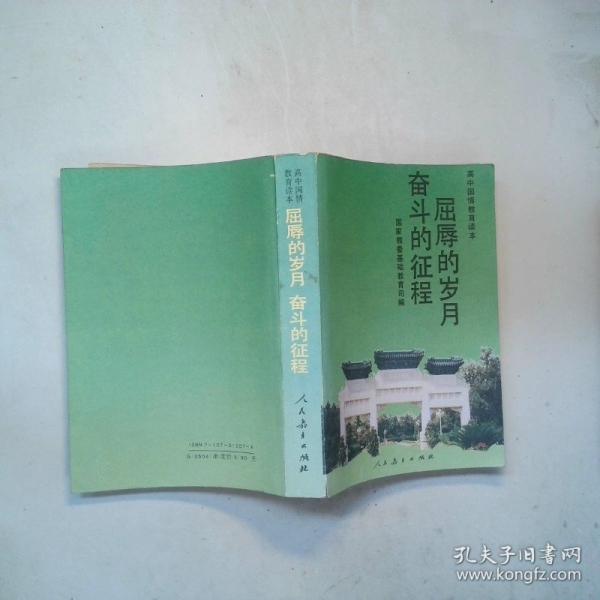 高中国情教育读本
屈辱的岁月
奋斗的征程
国家教委基础教育司编
人民教育出版社
高中国情
教育读本
屈辱的岁月 奋斗的征程
人民教育出版社
孔夫子旧书网
www.kongfz.com